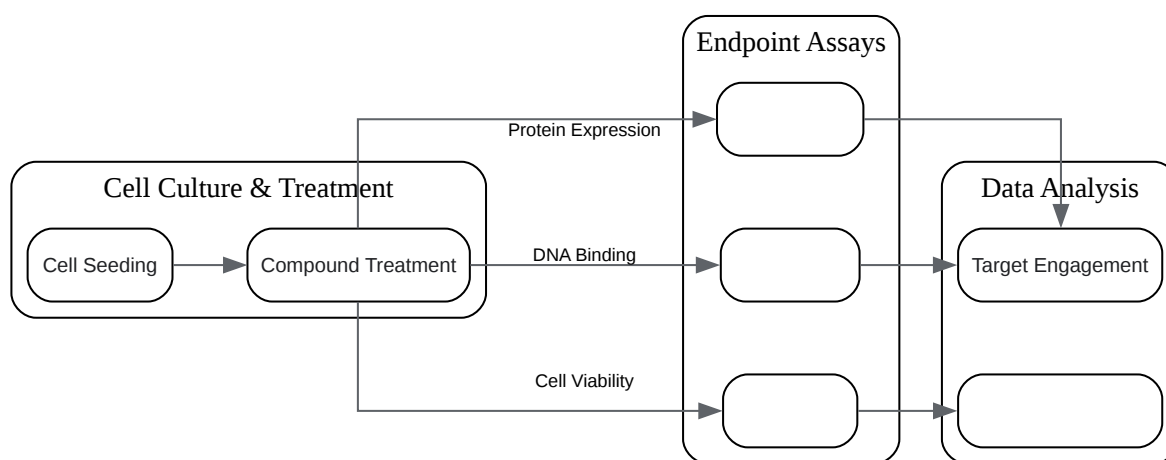 Endpoint Assays
Protein Expression
Cell Culture & Treatment
Data Analysis
Cell Seeding
Compound Treatment
DNA Binding
Target Engagement
Cell Viability